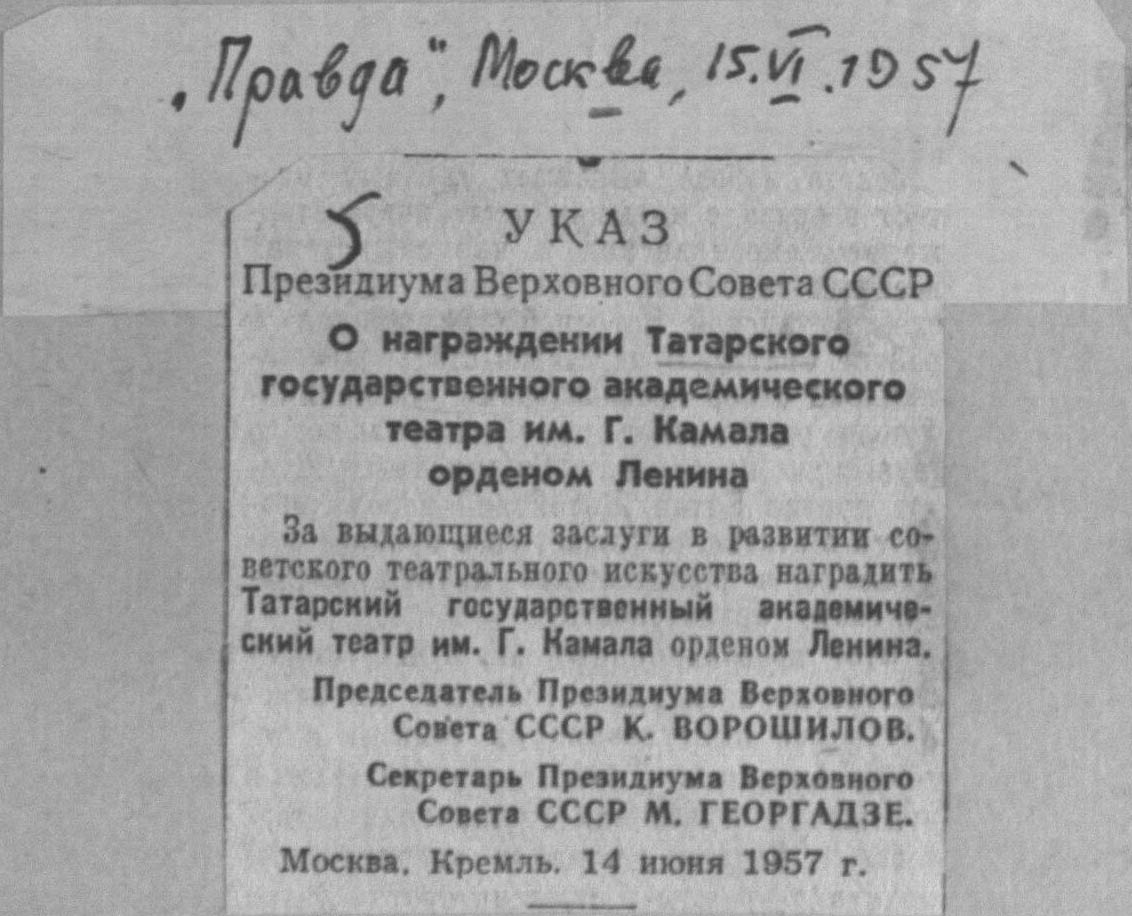 „Правда", Москва, 15.VI.1957
5
УКАЗ
Президиума Верховного Совета СССР
О награждении Татарского
государственного академического
театра им. Г. Камала
орденом Ленина
За выдающиеся заслуги в развитии со-
ветского театрального искусства наградить
Татарский государственный академиче-
ский театр им. Г. Камала орденом Ленина.
Председатель Президиума Верховного
Совета СССР К. ВОРОШИЛОВ.
Секретарь Президиума Верховного
Совета СССР М. ГЕОРГАДЗЕ.
Москва, Кремль. 14 июня 1957 г.